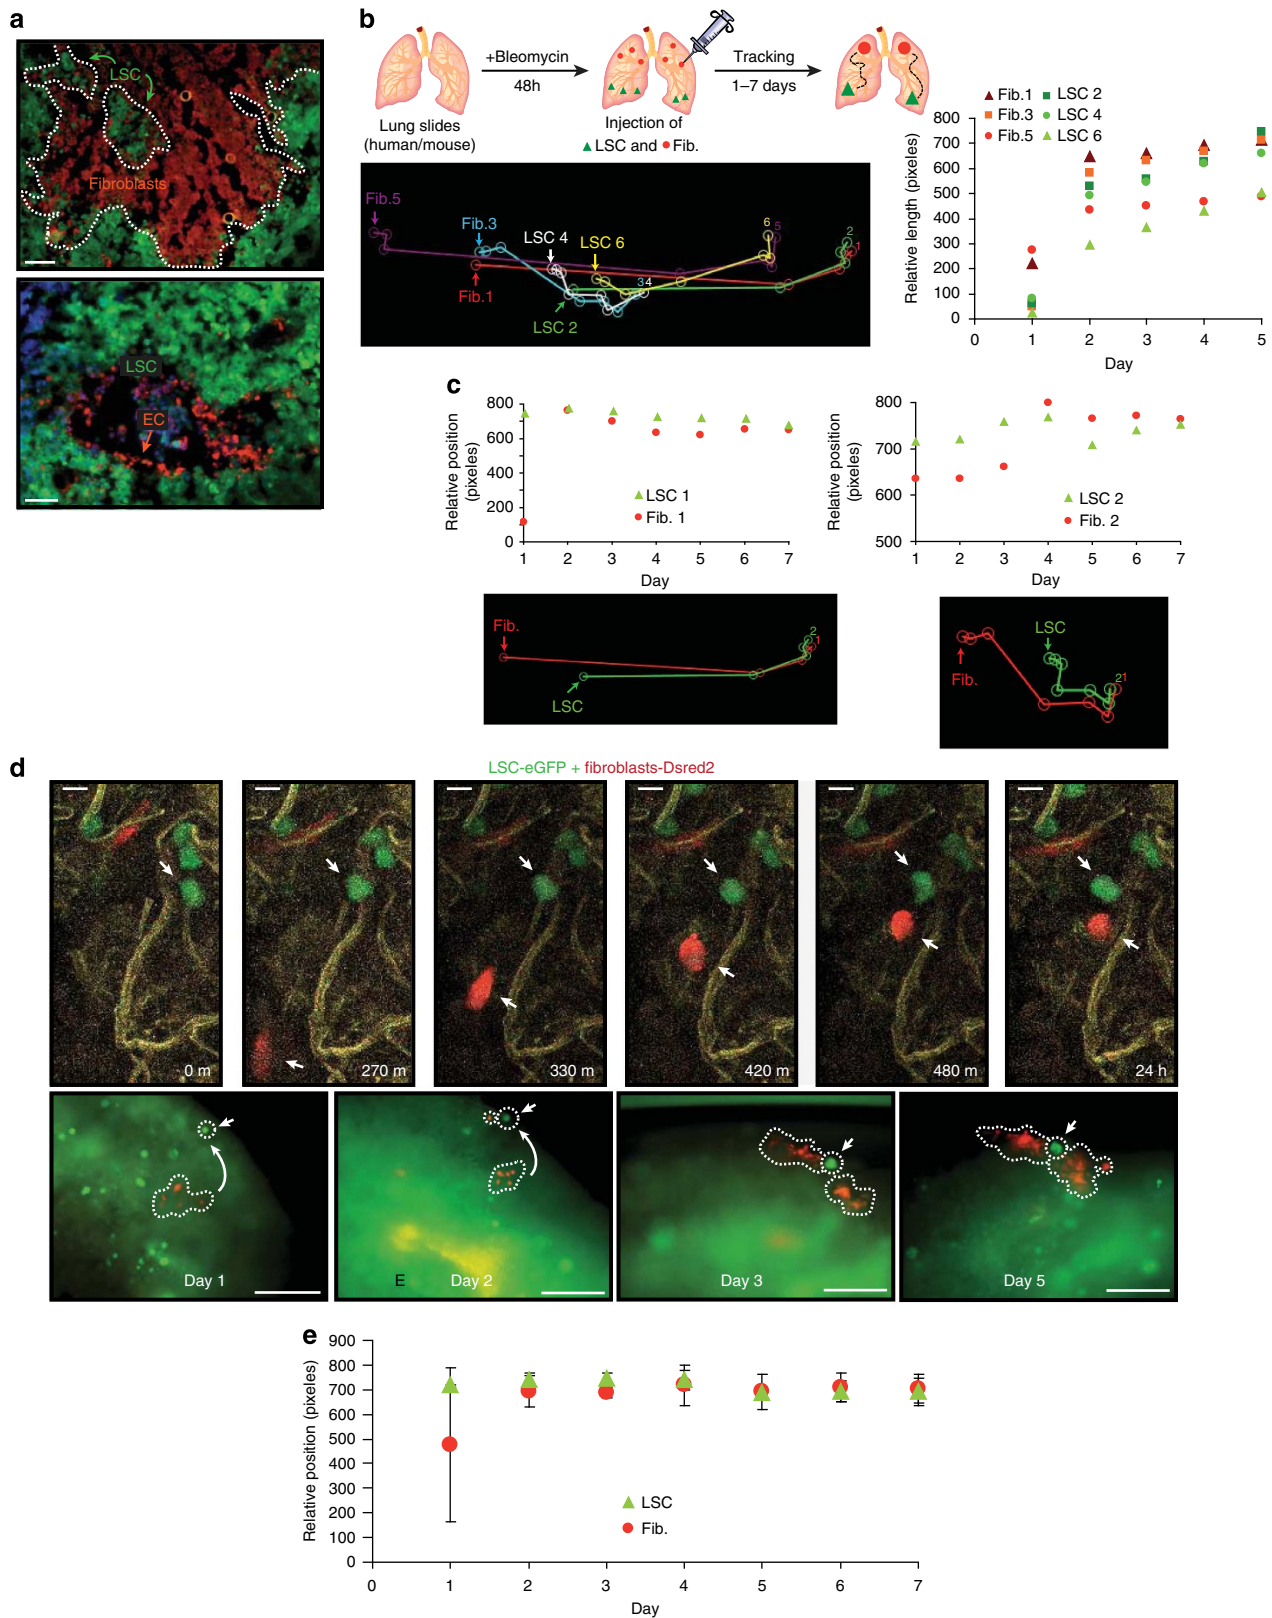 a
LSC
Fibroblasts
LSC
EC
b
+Bleomycin
48h
Tracking
1–7 days
Lung slides
(human/mouse)
Injection of
LSC and Fib.
Fib.5
Fib.3
LSC 4
LSC 6
Fib.1
LSC 2
6
5
2
1
3 4
Fib.1
LSC 2
Fib.3
LSC 4
Fib.5
LSC 6
Relative length (pixeles)
800
700
600
500
400
300
200
100
0
0 1 2 3 4 5
Day
c
Relative position
(pixeles)
800
600
400
200
0
LSC 1
Fib. 1
1 2 3 4 5 6 7
Day
Relative position
(pixeles)
800
700
600
500
LSC 2
Fib. 2
1 2 3 4 5 6 7
Day
Fib.
LSC
2
1
LSC
Fib.
2 1
d
LSC-eGFP + fibroblasts-Dsred2
0 m
270 m
330 m
420 m
480 m
24 h
Day 1
E
Day 2
Day 3
Day 5
e
Relative position (pixeles)
900
800
700
600
500
400
300
200
100
0
LSC
Fib.
0 1 2 3 4 5 6 7
Day